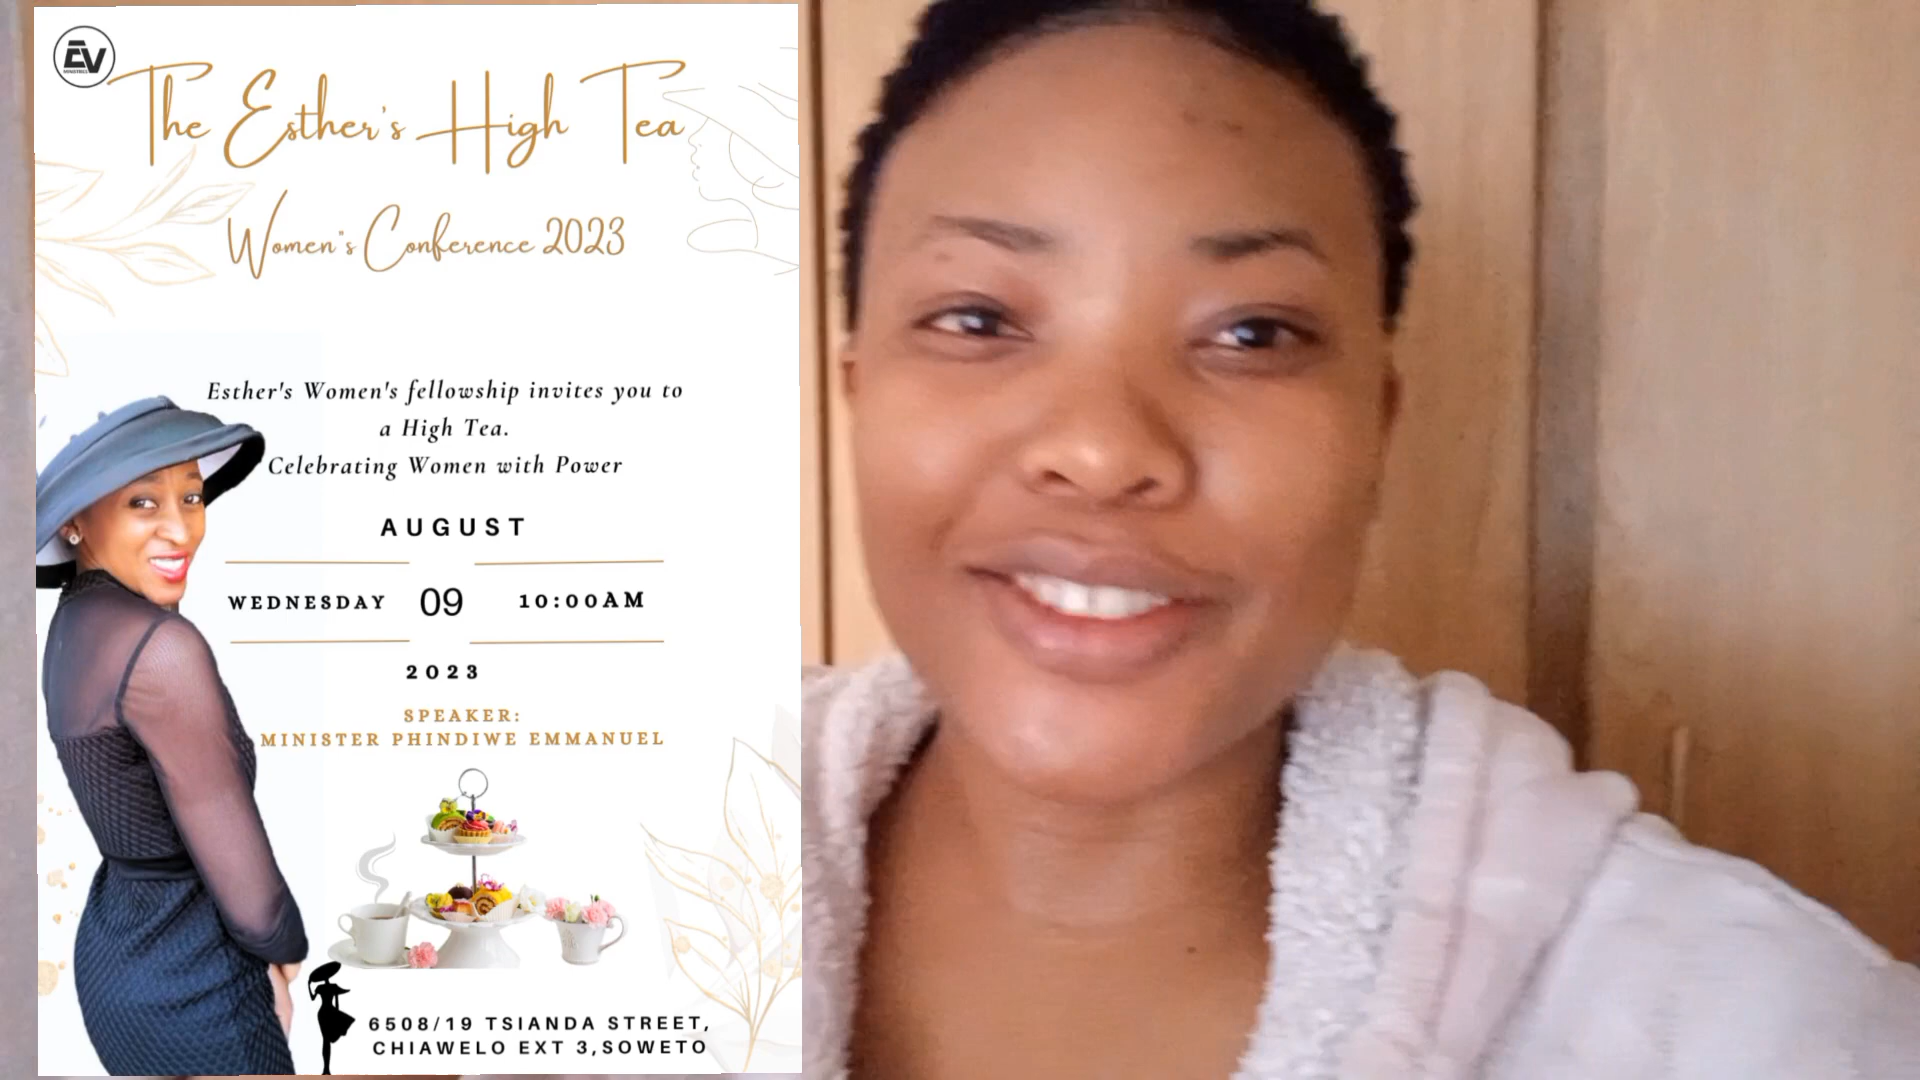 EV
MINISTRIES
The Esther's High Tea
Women"s Conference 2023
Esther's Women's fellowship invites you to
a High Tea.
Celebrating Women with Power
AUGUST
WEDNESDAY 09 10:00AM
2023
SPEAKER:
MINISTER PHINDIWE EMMANUEL
6508/19 TSIANDA STREET,
CHIAWELO EXT 3,SOWETO